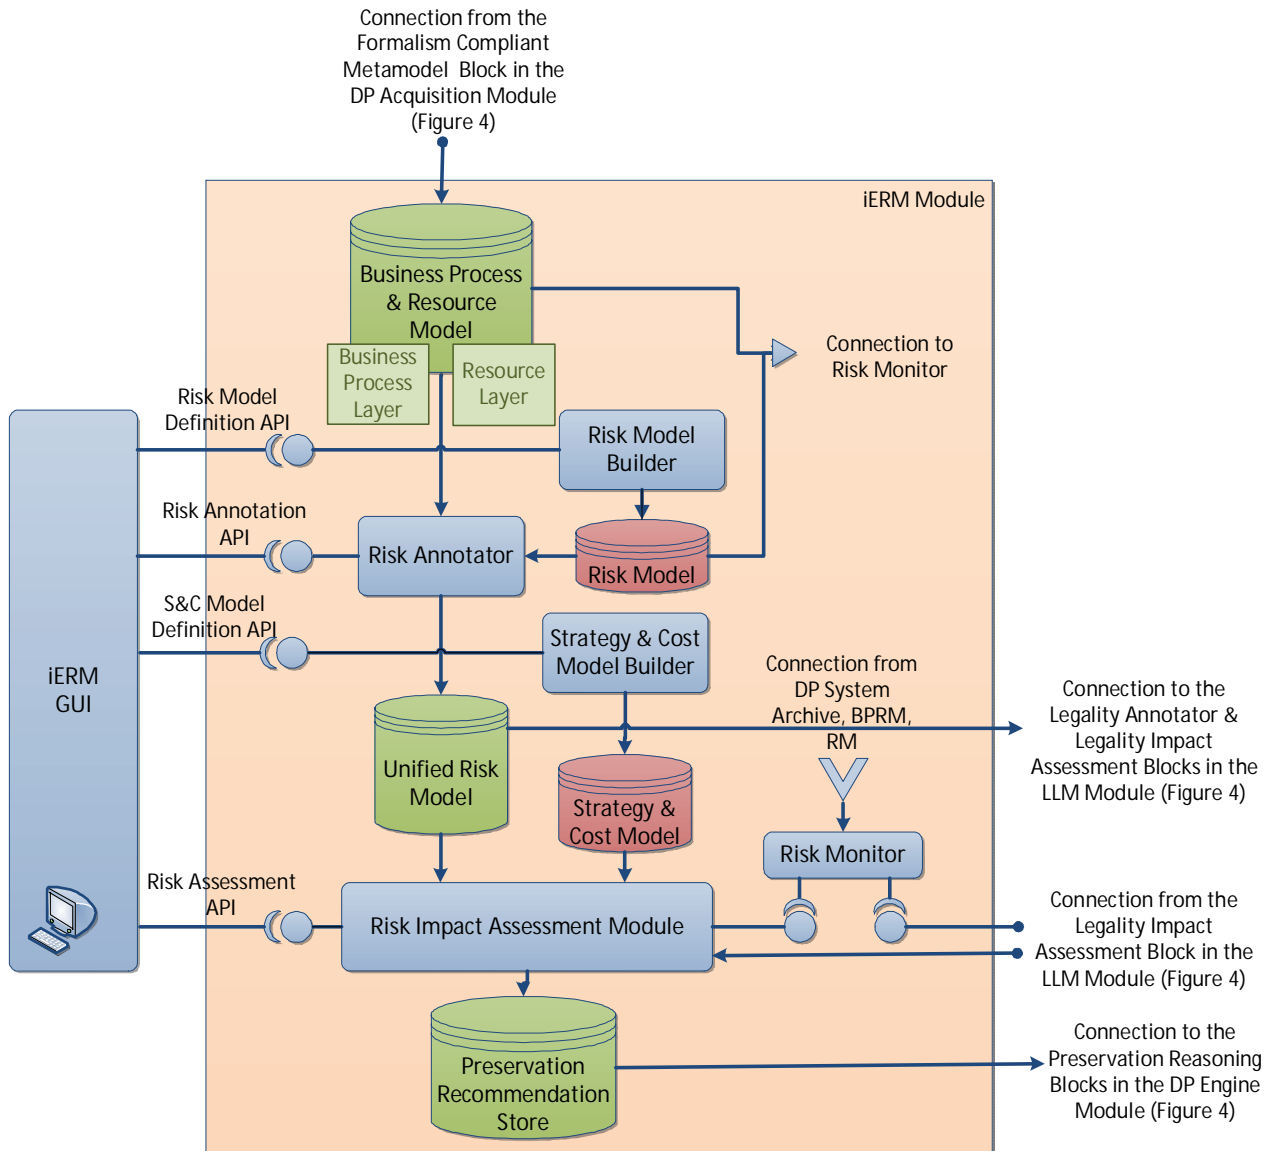 Connection from the
Formalism Compliant
Metamodel Block in the
DP Acquisition Module
(Figure 4)
iERM Module
Business Process
& Resource
Model
Business
Process
Layer
Resource
Layer
Connection to
Risk Monitor
Risk Model
Definition API
Risk Model
Builder
Risk Annotation
API
Risk Annotator
Risk Model
S&C Model
Definition API
Strategy & Cost
Model Builder
iERM
GUI
Connection from
DP System
Archive, BPRM,
RM
Connection to the
Legality Annotator &
Legality Impact
Assessment Blocks in the
LLM Module (Figure 4)
Unified Risk
Model
Strategy &
Cost Model
Risk Monitor
Risk Assessment
API
Risk Impact Assessment Module
Connection from the
Legality Impact
Assessment Block in the
LLM Module (Figure 4)
Preservation
Recommendation
Store
Connection to the
Preservation Reasoning
Blocks in the DP Engine
Module (Figure 4)